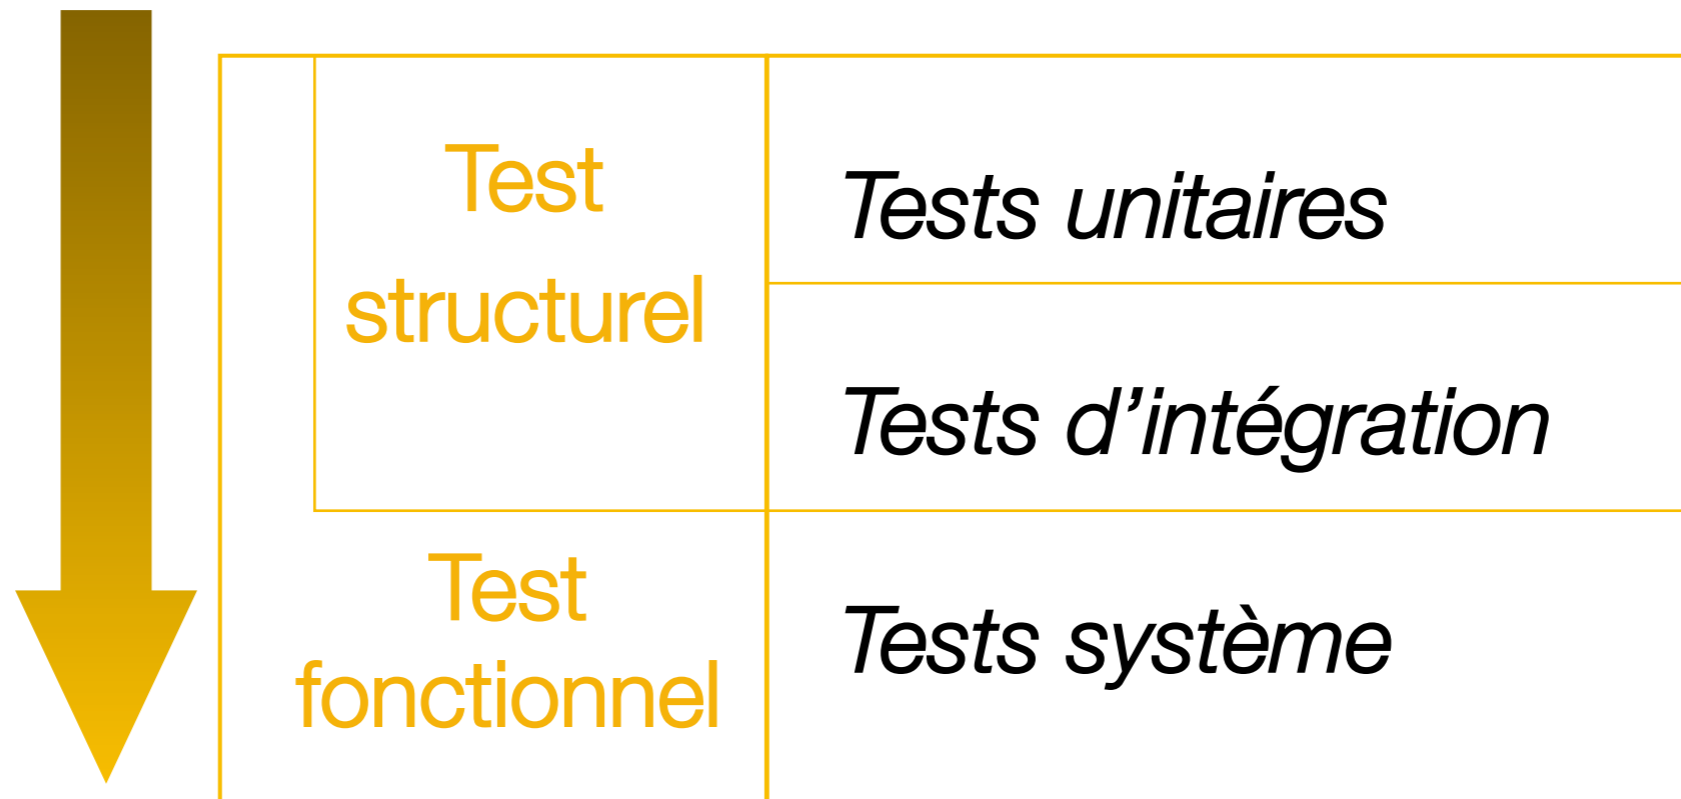 Test
structurel
Tests unitaires
Tests d’intégration
Test
fonctionnel
Tests système